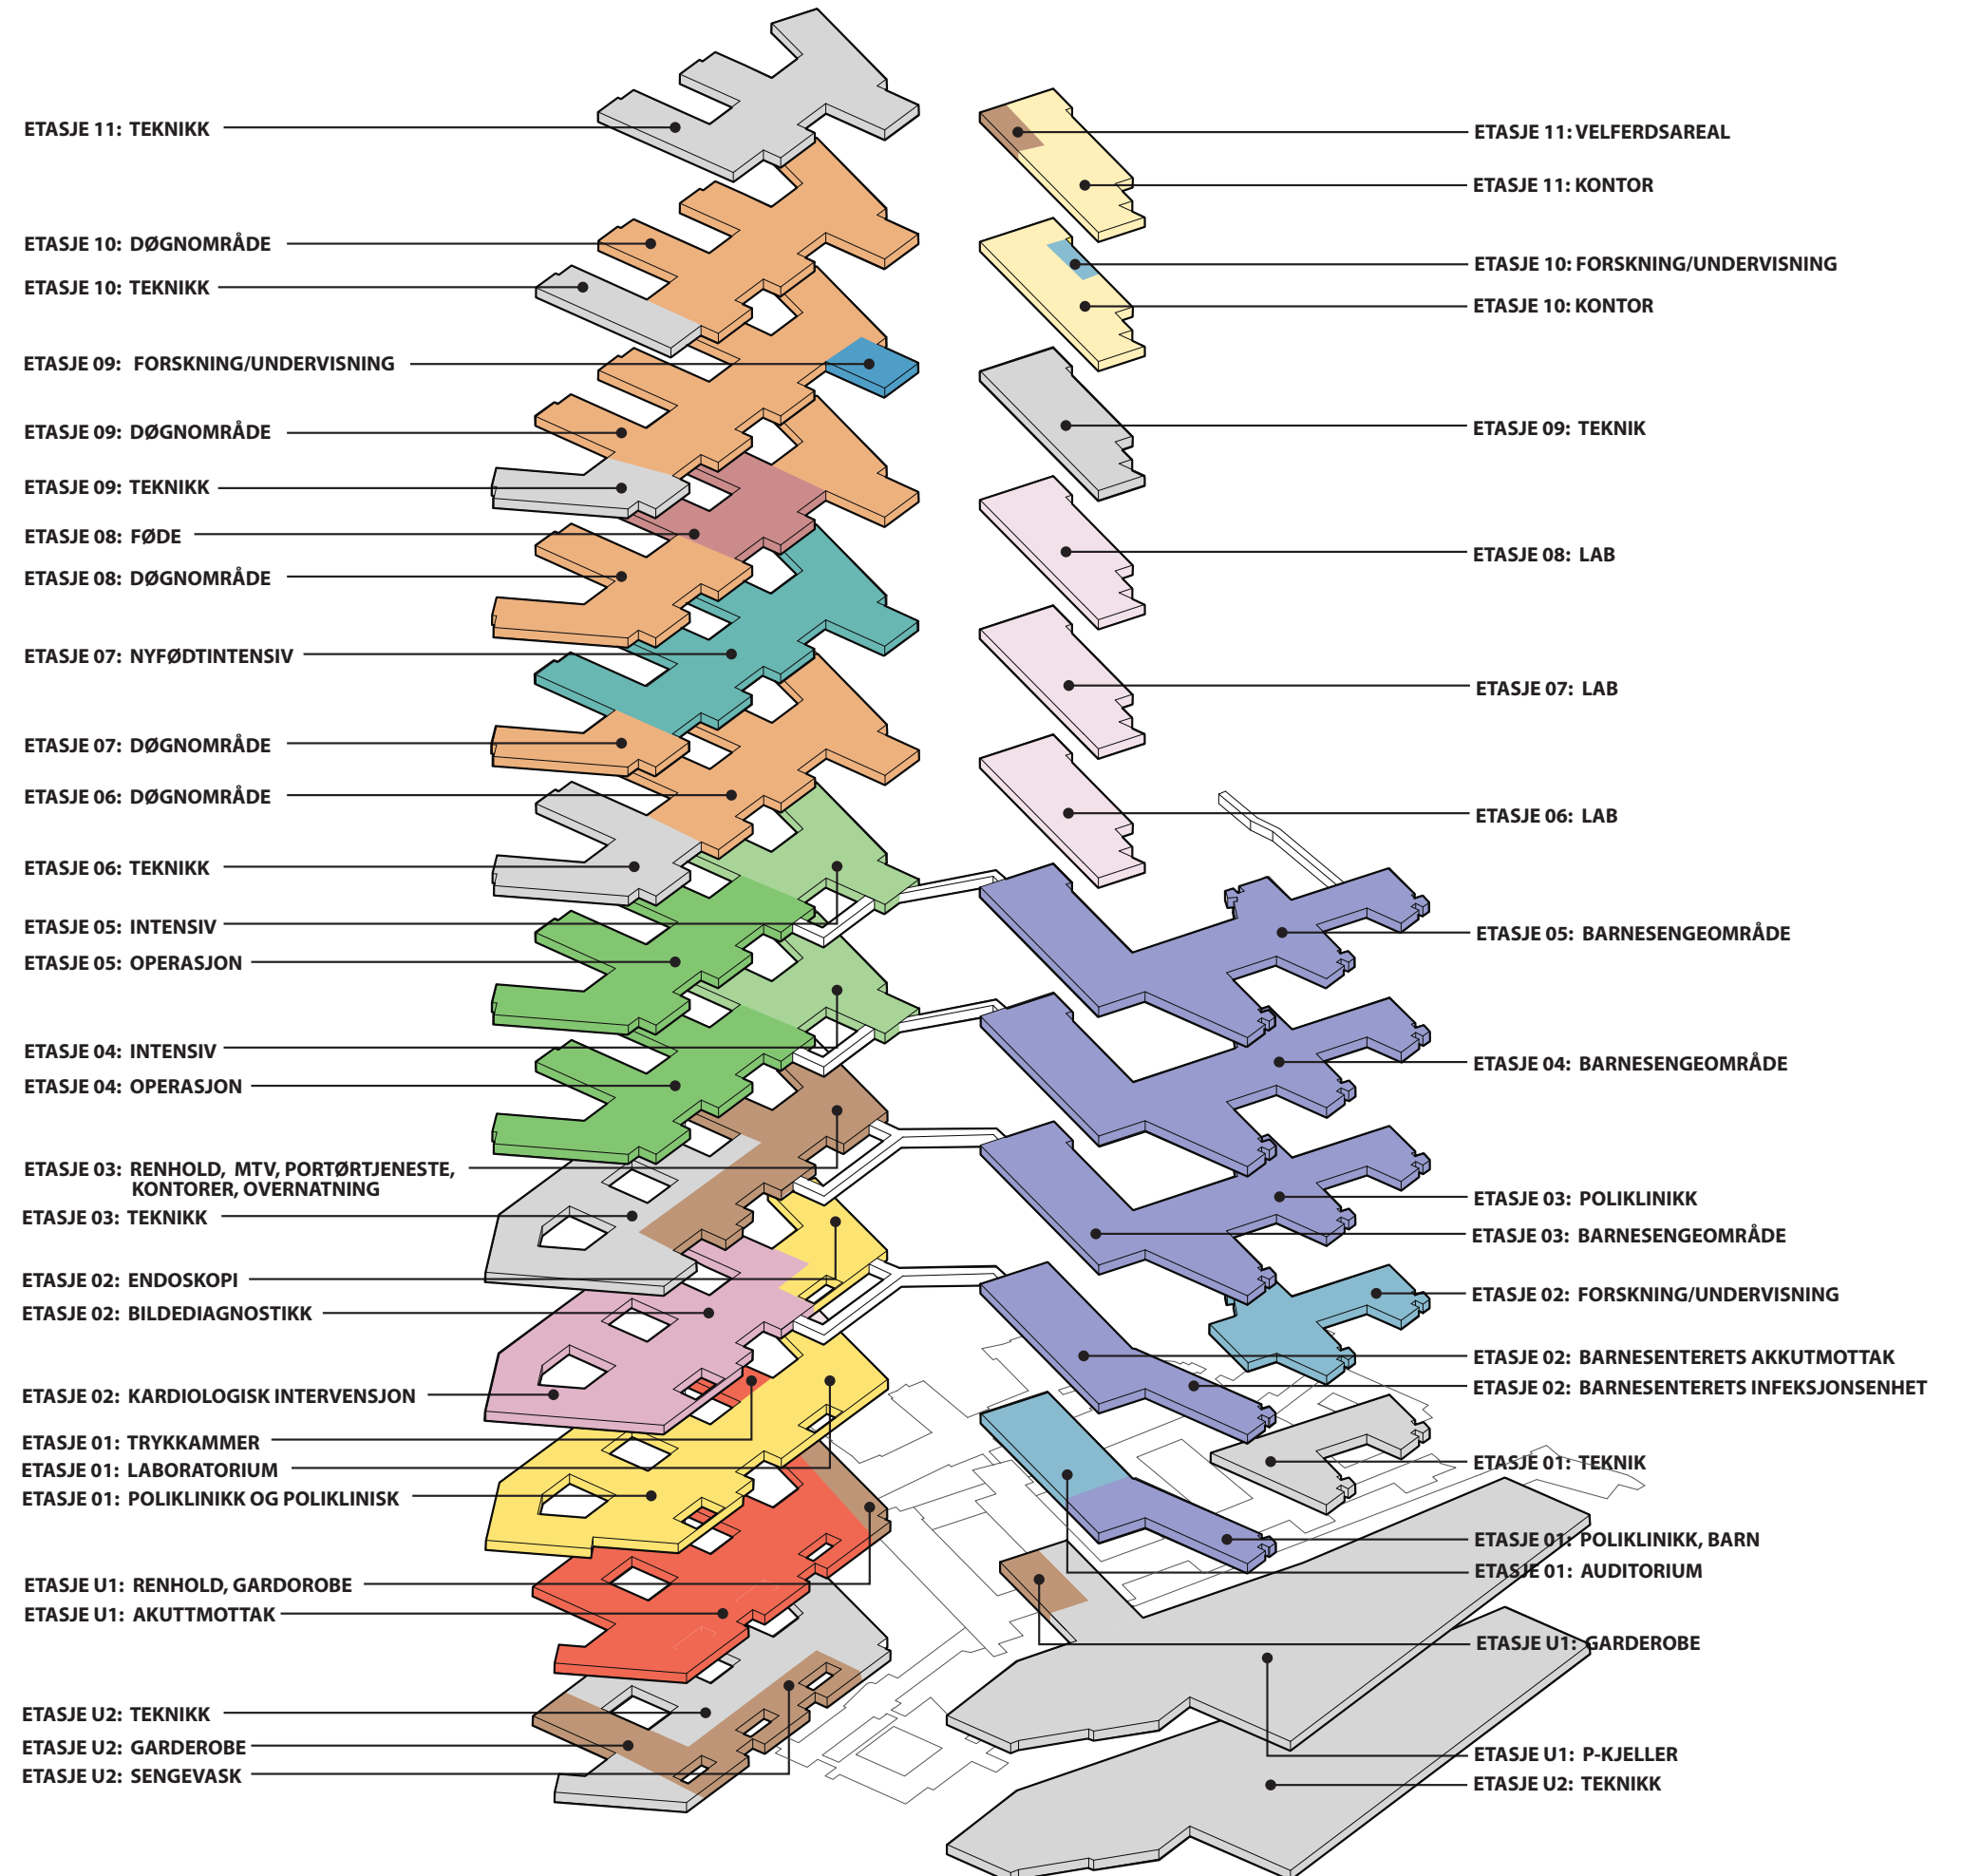 ETASJE 11: TEKNIKK
ETASJE 10: DØGNOMRÅDE
ETASJE 10: TEKNIKK
ETASJE 09: FORSKNING/UNDERVISNING
ETASJE 09: DØGNOMRÅDE
ETASJE 09: TEKNIKK
ETASJE 08: FØDE
ETASJE 08: DØGNOMRÅDE
ETASJE 07: NYFØDTINTENSIV
ETASJE 07: DØGNOMRÅDE
ETASJE 06: DØGNOMRÅDE
ETASJE 06: TEKNIKK
ETASJE 05: INTENSIV
ETASJE 05: OPERASJON
ETASJE 04: INTENSIV
ETASJE 04: OPERASJON
ETASJE 03: RENHOLD, MTV, PORTØRTJENESTE,
KONTORER, OVERNATNING
ETASJE 03: TEKNIKK
ETASJE 02: ENDOSKOPI
ETASJE 02: BILDEDIAGNOSTIKK
ETASJE 02: KARDIOLOGISK INTERVENSJON
ETASJE 01: TRYKKAMMER
ETASJE 01: LABORATORIUM
ETASJE 01: POLIKLINIKK OG POLIKLINISK
ETASJE U1: RENHOLD, GARDOROBE
ETASJE U1: AKUTTMOTTAK
ETASJE U2: TEKNIKK
ETASJE U2: GARDEROBE
ETASJE U2: SENGEVASK
ETASJE 11: VELFERDSAREAL
ETASJE 11: KONTOR
ETASJE 10: FORSKNING/UNDERVISNING
ETASJE 10: KONTOR
ETASJE 09: TEKNIK
ETASJE 08: LAB
ETASJE 07: LAB
ETASJE 06: LAB
ETASJE 05: BARNESENGEOMRÅDE
ETASJE 04: BARNESENGEOMRÅDE
ETASJE 03: POLIKLINIKK
ETASJE 03: BARNESENGEOMRÅDE
ETASJE 02: FORSKNING/UNDERVISNING
ETASJE 02: BARNESENTERETS AKKUTMOTTAK
ETASJE 02: BARNESENTERETS INFEKSJONSENHET
ETASJE 01: TEKNIK
ETASJE 01: POLIKLINIKK, BARN
ETASJE 01: AUDITORIUM
ETASJE U1: GARDEROBE
ETASJE U1: P-KJELLER
ETASJE U2: TEKNIKK